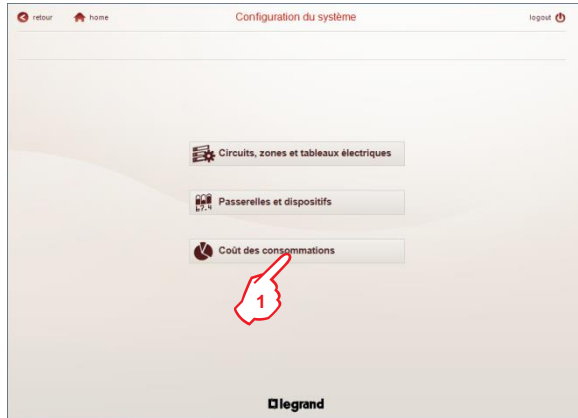 retour home Configuration du système logout
Circuits, zones et tableaux électriques
Passerelles et dispositifs
Coût des consommations
1
legrand